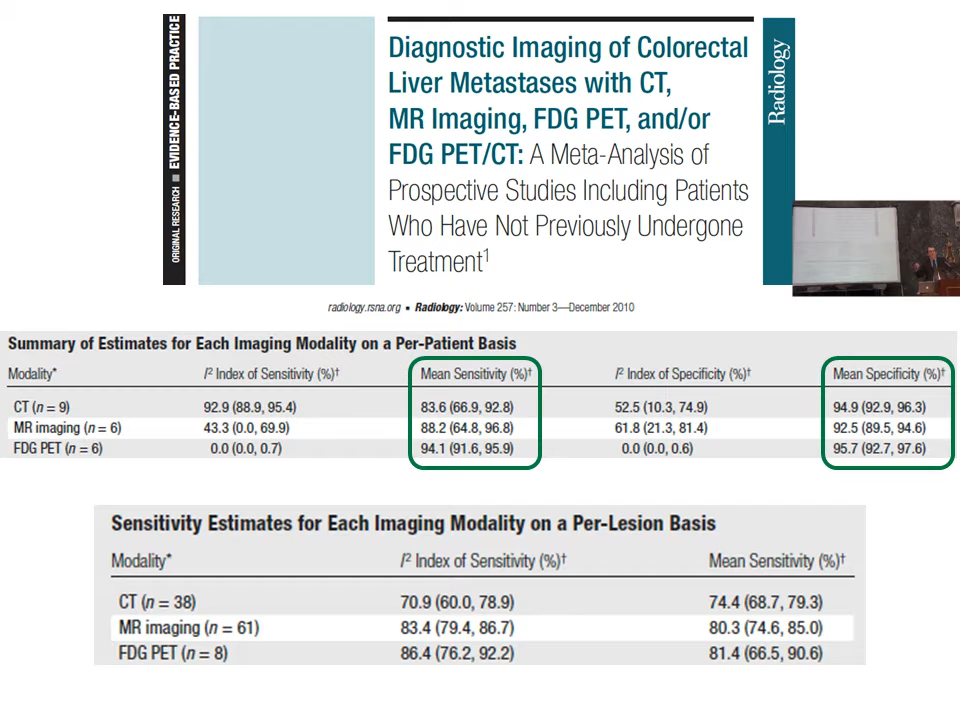 ORIGINAL RESEARCH ■ EVIDENCE-BASED PRACTICE
Diagnostic Imaging of Colorectal
Liver Metastases with CT,
MR Imaging, FDG PET, and/or
FDG PET/CT: A Meta-Analysis of
Prospective Studies Including Patients
Who Have Not Previously Undergone
Treatment¹
Radiology
radiology.rsna.org ▪ Radiology: Volume 257: Number 3—December 2010
Summary of Estimates for Each Imaging Modality on a Per-Patient Basis
Modality* I² Index of Sensitivity (%)† Mean Sensitivity (%)† I² Index of Specificity (%)† Mean Specificity (%)†
CT (n = 9) 92.9 (88.9, 95.4) 83.6 (66.9, 92.8) 52.5 (10.3, 74.9) 94.9 (92.9, 96.3)
MR imaging (n = 6) 43.3 (0.0, 69.9) 88.2 (64.8, 96.8) 61.8 (21.3, 81.4) 92.5 (89.5, 94.6)
FDG PET (n = 6) 0.0 (0.0, 0.7) 94.1 (91.6, 95.9) 0.0 (0.0, 0.6) 95.7 (92.7, 97.6)
Sensitivity Estimates for Each Imaging Modality on a Per-Lesion Basis
Modality* I² Index of Sensitivity (%)† Mean Sensitivity (%)†
CT (n = 38) 70.9 (60.0, 78.9) 74.4 (68.7, 79.3)
MR imaging (n = 61) 83.4 (79.4, 86.7) 80.3 (74.6, 85.0)
FDG PET (n = 8) 86.4 (76.2, 92.2) 81.4 (66.5, 90.6)